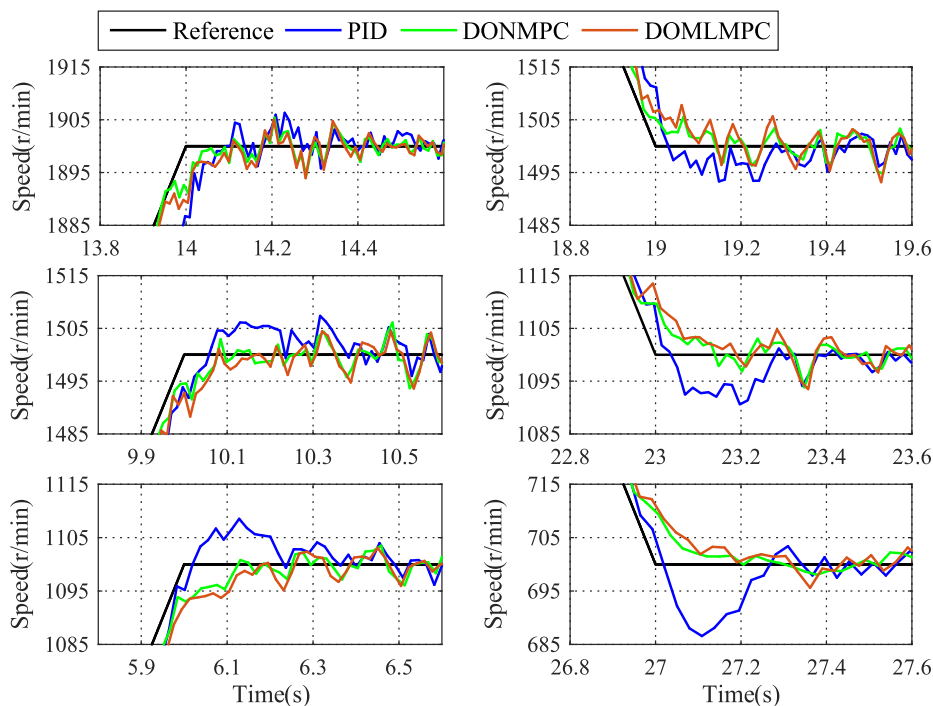 Reference PID DONMPC DOMLMPC
1915
1905
1895
1885
Speed(r/min)
13.8 14 14.2 14.4
1515
1505
1495
1485
Speed(r/min)
18.8 19 19.2 19.4 19.6
1515
1505
1495
1485
Speed(r/min)
9.9 10.1 10.3 10.5
1115
1105
1095
1085
Speed(r/min)
22.8 23 23.2 23.4 23.6
1115
1105
1095
1085
Speed(r/min)
5.9 6.1 6.3 6.5
Time(s)
715
705
695
685
Speed(r/min)
26.8 27 27.2 27.4 27.6
Time(s)